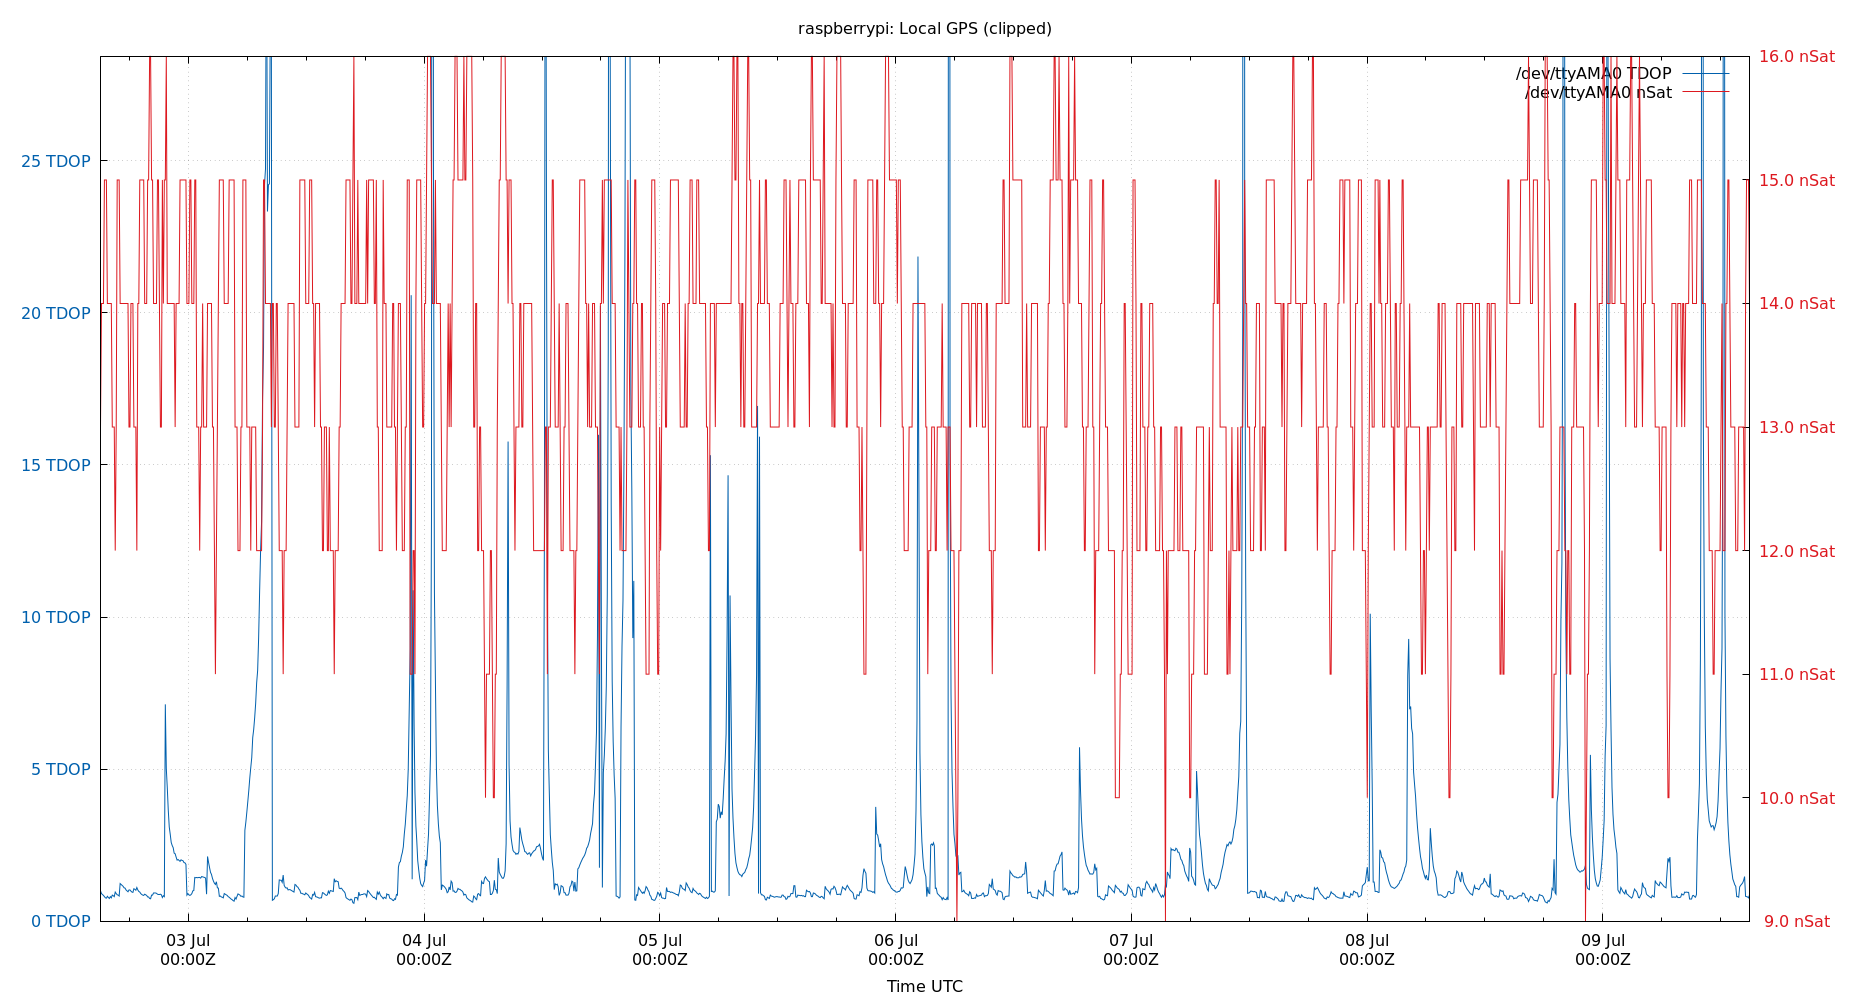 raspberrypi: Local GPS (clipped)
/dev/ttyAMA0 TDOP
/dev/ttyAMA0 nSat
25 TDOP
20 TDOP
15 TDOP
10 TDOP
5 TDOP
0 TDOP
16.0 nSat
15.0 nSat
14.0 nSat
13.0 nSat
12.0 nSat
11.0 nSat
10.0 nSat
9.0 nSat
03 Jul
00:00Z
04 Jul
00:00Z
05 Jul
00:00Z
06 Jul
00:00Z
07 Jul
00:00Z
08 Jul
00:00Z
09 Jul
00:00Z
Time UTC